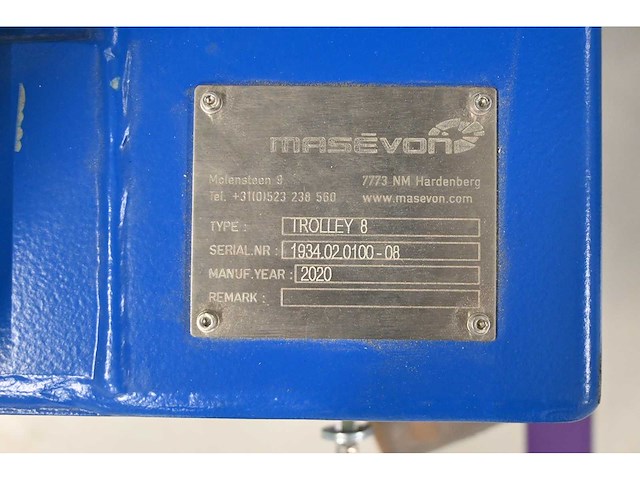 MASĒVON
Molensteen 9 7773 NM Hardenberg
Tel. +31(0)523 238 560 www.masevon.com
TYPE : TROLLEY 8
SERIAL.NR : 1934.02.0100-08
MANUF.YEAR : 2020
REMARK :